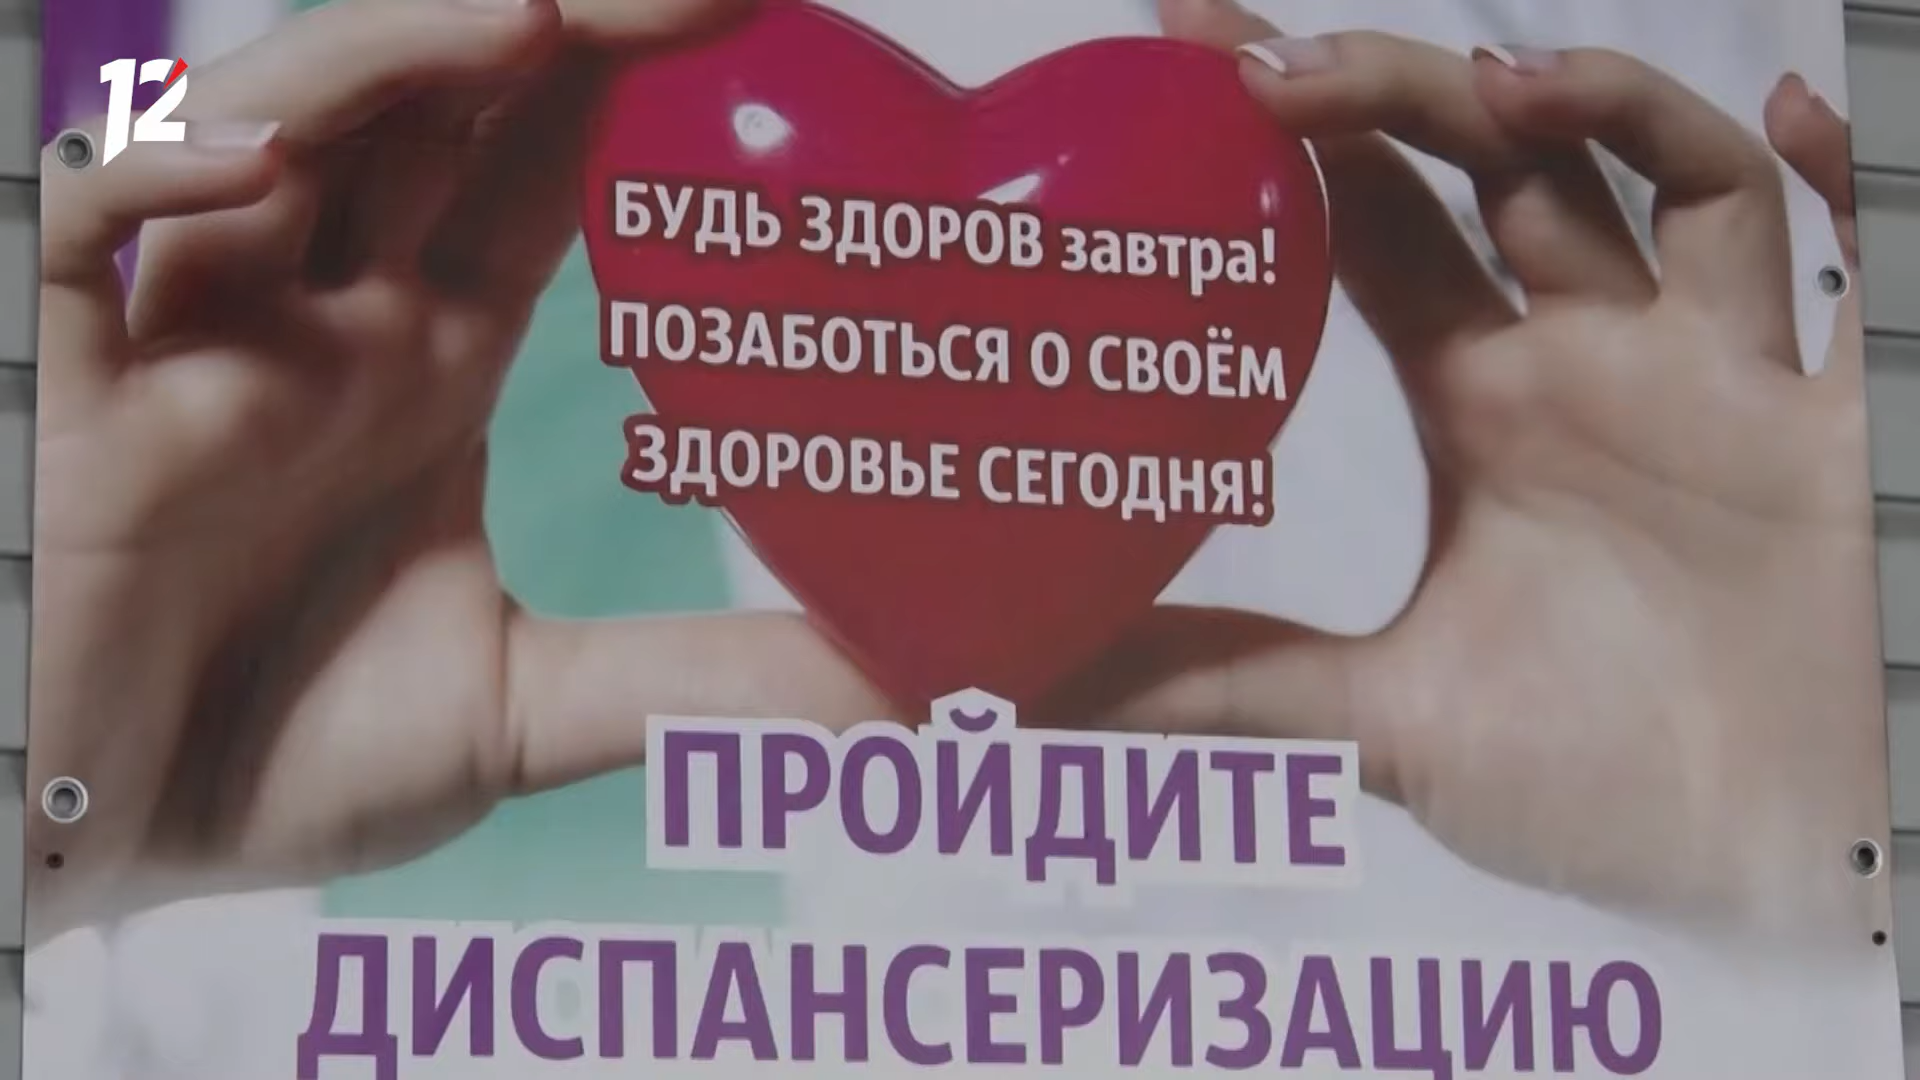 12
БУДЬ ЗДОРОВ завтра!
ПОЗАБОТЬСЯ О СВОЁМ
ЗДОРОВЬЕ СЕГОДНЯ!
ПРОЙДИТЕ
ДИСПАНСЕРИЗАЦИЮ